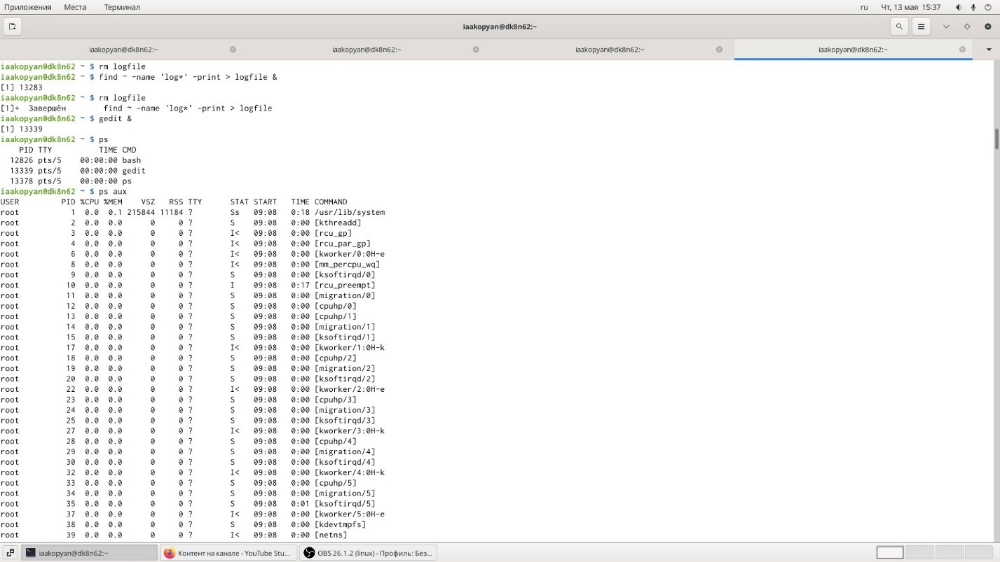 Приложения Места Терминал ru Чт, 13 мая 15:37
iaakopyan@dk8n62:~
iaakopyan@dk8n62:~ iaakopyan@dk8n62:~ iaakopyan@dk8n62:~ iaakopyan@dk8n62:~
iaakopyan@dk8n62 ~ $ rm logfile
iaakopyan@dk8n62 ~ $ find ~ -name 'log*' -print > logfile &
[1] 13283
iaakopyan@dk8n62 ~ $ rm logfile
[1]+  Завершён        find ~ -name 'log*' -print > logfile
iaakopyan@dk8n62 ~ $ gedit &
[1] 13339
iaakopyan@dk8n62 ~ $ ps
    PID TTY          TIME CMD
  12826 pts/5    00:00:00 bash
  13339 pts/5    00:00:00 gedit
  13378 pts/5    00:00:00 ps
iaakopyan@dk8n62 ~ $ ps aux
USER         PID %CPU %MEM    VSZ   RSS TTY      STAT START   TIME COMMAND
root           1  0.0  0.1 215844 11184 ?        Ss   09:08   0:18 /usr/lib/system
root           2  0.0  0.0      0     0 ?        S    09:08   0:00 [kthreadd]
root           3  0.0  0.0      0     0 ?        I<   09:08   0:00 [rcu_gp]
root           4  0.0  0.0      0     0 ?        I<   09:08   0:00 [rcu_par_gp]
root           6  0.0  0.0      0     0 ?        I<   09:08   0:00 [kworker/0:0H-e
root           8  0.0  0.0      0     0 ?        I<   09:08   0:00 [mm_percpu_wq]
root           9  0.0  0.0      0     0 ?        S    09:08   0:00 [ksoftirqd/0]
root          10  0.0  0.0      0     0 ?        I    09:08   0:17 [rcu_preempt]
root          11  0.0  0.0      0     0 ?        S    09:08   0:00 [migration/0]
root          12  0.0  0.0      0     0 ?        S    09:08   0:00 [cpuhp/0]
root          13  0.0  0.0      0     0 ?        S    09:08   0:00 [cpuhp/1]
root          14  0.0  0.0      0     0 ?        S    09:08   0:00 [migration/1]
root          15  0.0  0.0      0     0 ?        S    09:08   0:00 [ksoftirqd/1]
root          17  0.0  0.0      0     0 ?        I<   09:08   0:00 [kworker/1:0H-k
root          18  0.0  0.0      0     0 ?        S    09:08   0:00 [cpuhp/2]
root          19  0.0  0.0      0     0 ?        S    09:08   0:00 [migration/2]
root          20  0.0  0.0      0     0 ?        S    09:08   0:00 [ksoftirqd/2]
root          22  0.0  0.0      0     0 ?        I<   09:08   0:00 [kworker/2:0H-e
root          23  0.0  0.0      0     0 ?        S    09:08   0:00 [cpuhp/3]
root          24  0.0  0.0      0     0 ?        S    09:08   0:00 [migration/3]
root          25  0.0  0.0      0     0 ?        S    09:08   0:00 [ksoftirqd/3]
root          27  0.0  0.0      0     0 ?        I<   09:08   0:00 [kworker/3:0H-k
root          28  0.0  0.0      0     0 ?        S    09:08   0:00 [cpuhp/4]
root          29  0.0  0.0      0     0 ?        S    09:08   0:00 [migration/4]
root          30  0.0  0.0      0     0 ?        S    09:08   0:00 [ksoftirqd/4]
root          32  0.0  0.0      0     0 ?        I<   09:08   0:00 [kworker/4:0H-k
root          33  0.0  0.0      0     0 ?        S    09:08   0:00 [cpuhp/5]
root          34  0.0  0.0      0     0 ?        S    09:08   0:00 [migration/5]
root          35  0.0  0.0      0     0 ?        S    09:08   0:01 [ksoftirqd/5]
root          37  0.0  0.0      0     0 ?        I<   09:08   0:00 [kworker/5:0H-e
root          38  0.0  0.0      0     0 ?        S    09:08   0:00 [kdevtmpfs]
root          39  0.0  0.0      0     0 ?        I<   09:08   0:00 [netns]
iaakopyan@dk8n62:~ Контент на канале - YouTube Stu... OBS 26.1.2 (linux) - Профиль: Без...